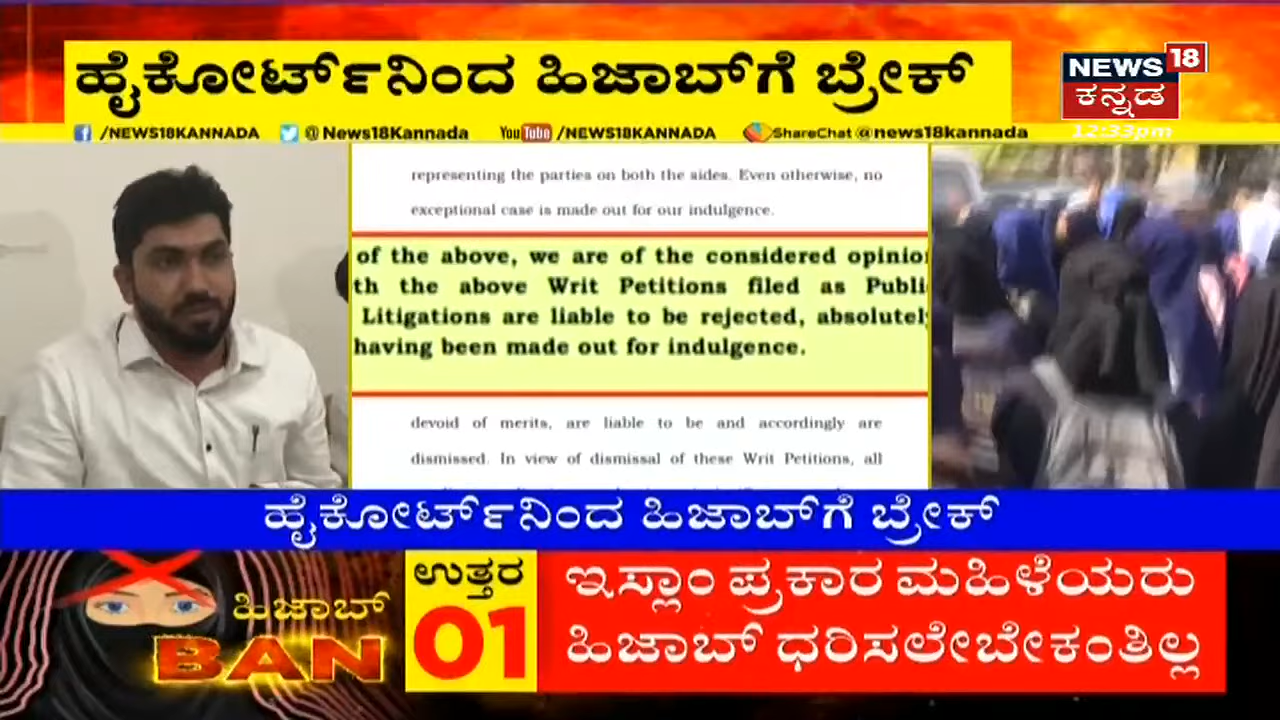 ಹೈಕೋರ್ಟ್‌ನಿಂದ ಹಿಜಾಬ್‌ಗೆ ಬ್ರೇಕ್
NEWS 18
ಕನ್ನಡ
/NEWS18KANNADA @News18Kannada YouTube /NEWS18KANNADA ShareChat @news18kannada
12:33pm
representing the parties on both the sides. Even otherwise, no
exceptional case is made out for our indulgence.
of the above, we are of the considered
th the above Writ Petitions filed as
Litigations are liable to be rejected,
having been made out for indulgence.
devoid of merits, are liable to be and accordingly are
dismissed. In view of dismissal of these Writ Petitions, all
ಹೈಕೋರ್ಟ್‌ನಿಂದ ಹಿಜಾಬ್‌ಗೆ ಬ್ರೇಕ್
ಹಿಜಾಬ್
BAN
ಉತ್ತರ
01
ಇಸ್ಲಾಂ ಪ್ರಕಾರ ಮಹಿಳೆಯರು
ಹಿಜಾಬ್ ಧರಿಸಲೇಬೇಕಂತಿಲ್ಲ